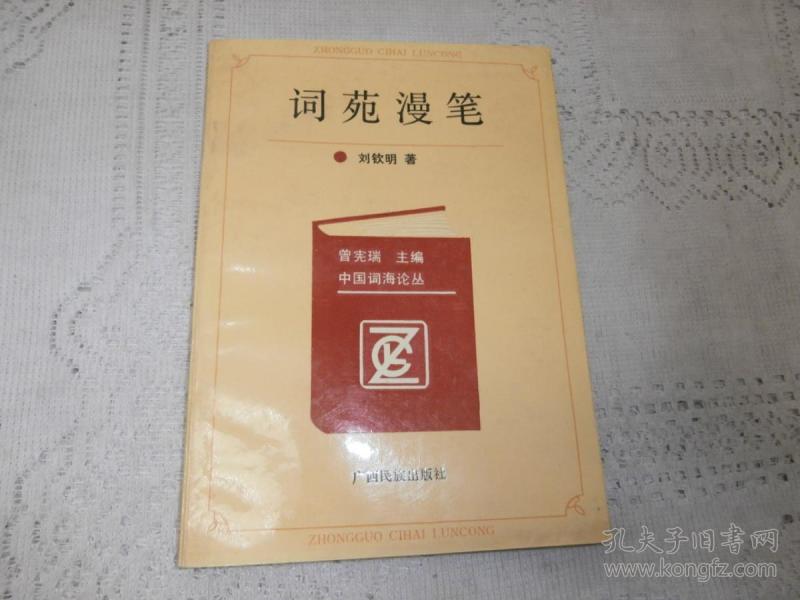 ZHONGGUO CIHAI LUNCONG
词苑漫笔
刘钦明 著
曾宪瑞 主编
中国词海论丛
广西民族出版社
ZHONGGUO CIHAI LUNCONG
孔夫子旧书网
www.kongfz.com